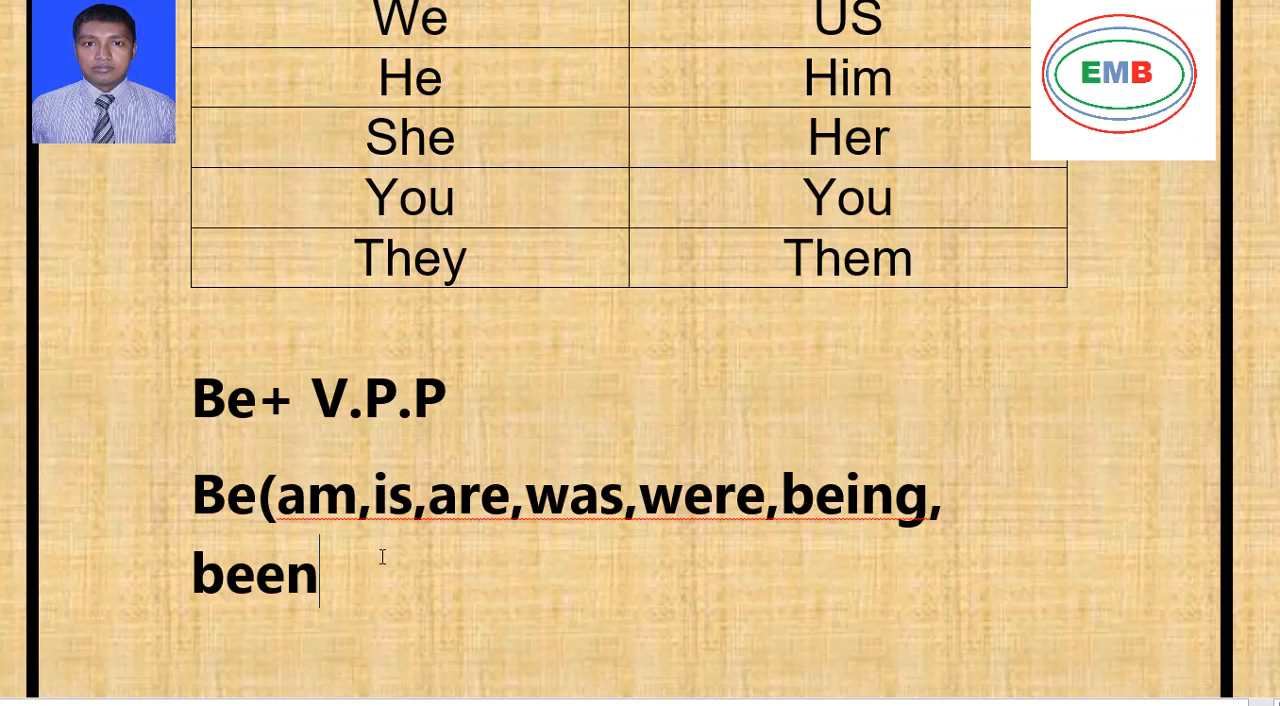 We US
He Him
EMB
She Her
You You
They Them
Be+ V.P.P
Be(am,is,are,was,were,being,
been